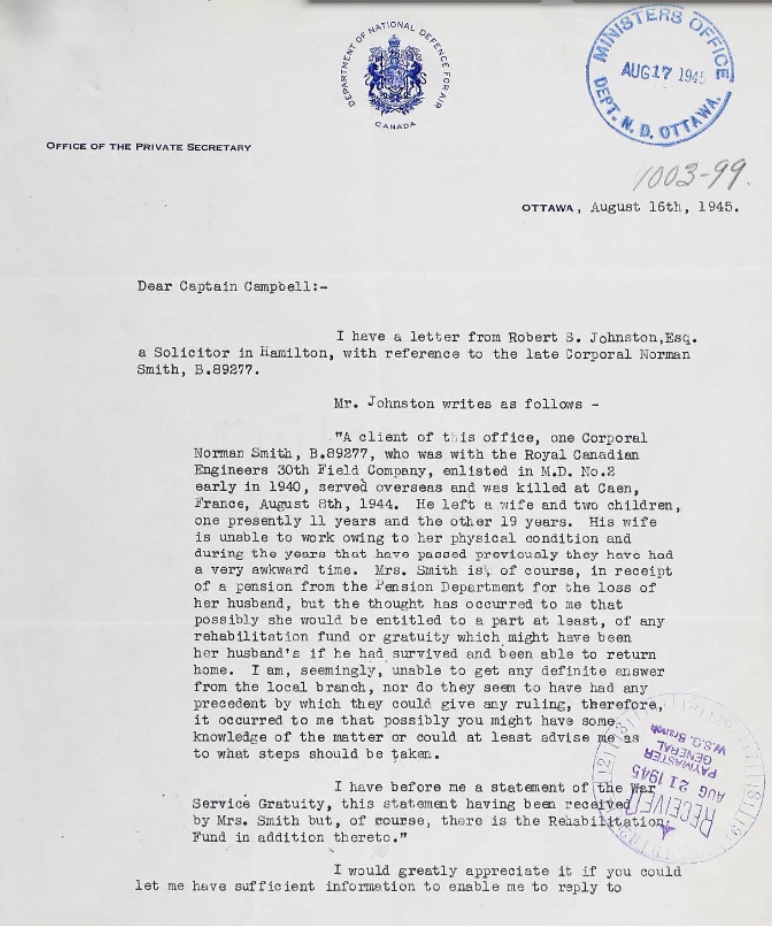 DEPARTMENT OF NATIONAL DEFENCE FOR AIR
CANADA
MINISTERS OFFICE
AUG 17 1945
DEPT. N. D. OTTAWA.
OFFICE OF THE PRIVATE SECRETARY
1003-99.
OTTAWA, August 16th, 1945.
Dear Captain Campbell:-
I have a letter from Robert S. Johnston,Esq.
a Solicitor in Hamilton, with reference to the late Corporal Norman
Smith, B.89277.
Mr. Johnston writes as follows -
"A client of this office, one Corporal
Norman Smith, B.89277, who was with the Royal Canadian
Engineers 30th Field Company, enlisted in M.D. No.2
early in 1940, served overseas and was killed at Caen,
France, August 8th, 1944. He left a wife and two children,
one presently 11 years and the other 19 years. His wife
is unable to work owing to her physical condition and
during the years that have passed previously they have had
a very awkward time. Mrs. Smith is, of course, in receipt
of a pension from the Pension Department for the loss of
her husband, but the thought has occurred to me that
possibly she would be entitled to a part at least, of any
rehabilitation fund or gratuity which might have been
her husband's if he had survived and been able to return
home. I am, seemingly, unable to get any definite answer
from the local branch, nor do they seem to have had any
precedent by which they could give any ruling, therefore,
it occurred to me that possibly you might have some
knowledge of the matter or could at least advise me as
to what steps should be taken.
I have before me a statement of the War
Service Gratuity, this statement having been received
by Mrs. Smith but, of course, there is the Rehabilitation
Fund in addition thereto."
I would greatly appreciate it if you could
let me have sufficient information to enable me to reply to
RECEIVED
AUG 21 1945
PAYMASTER
GENERAL
W.S.G. Branch